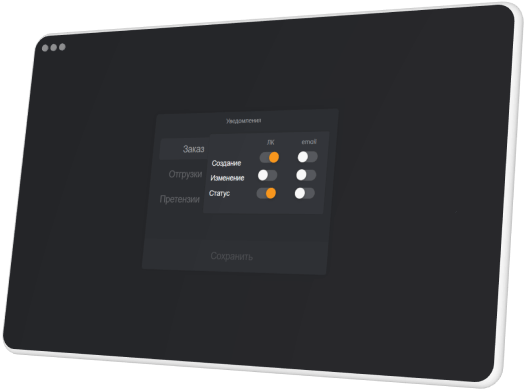 Уведомления
ЛК email
Заказ
Создание
Отгрузки
Изменение
Статус
Претензии
Сохранить